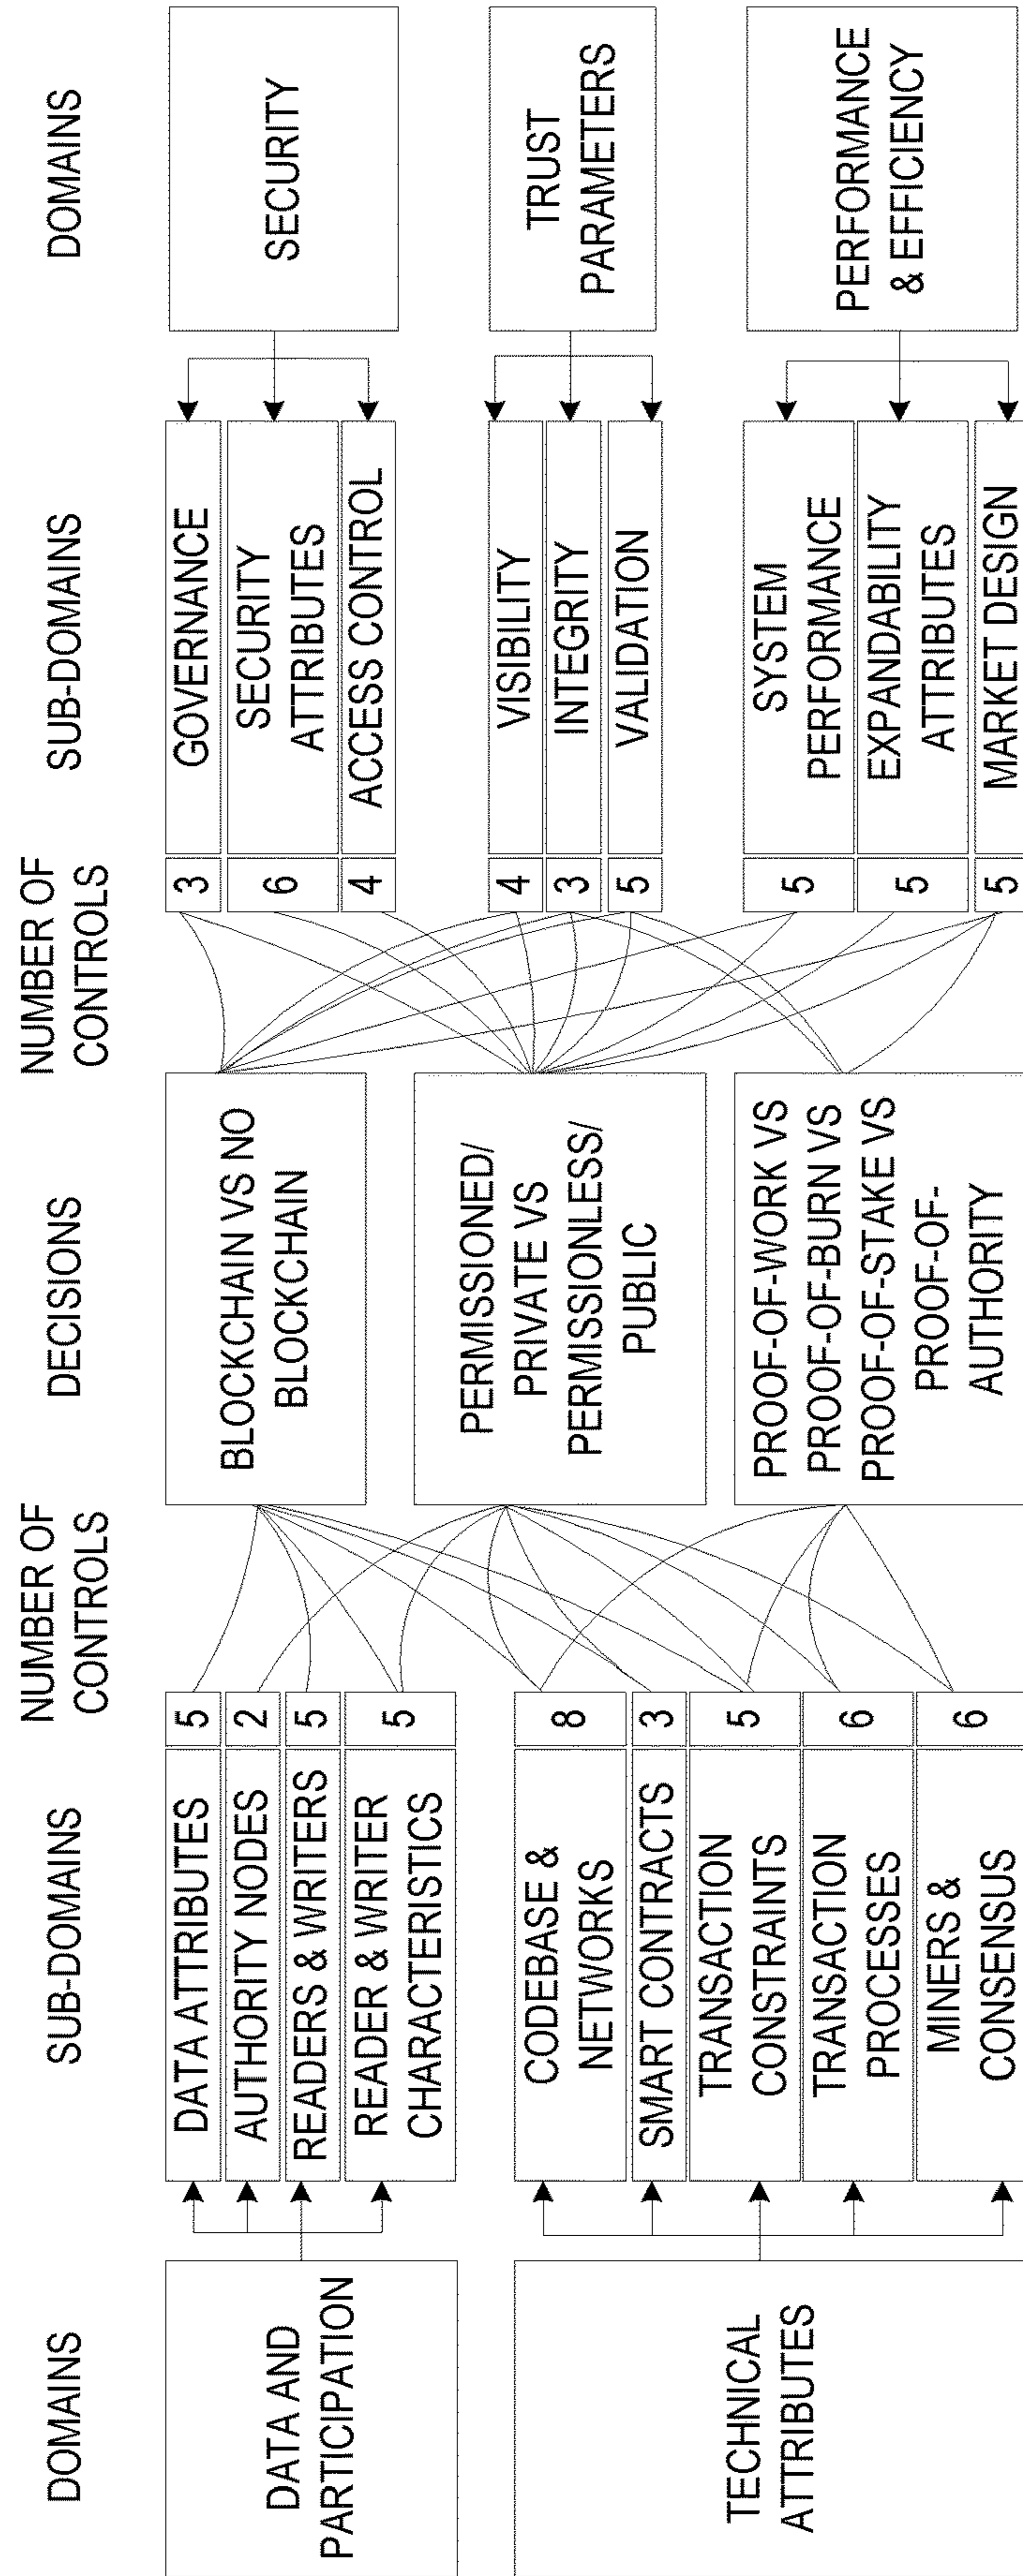 DOMAINS
SUB-DOMAINS
NUMBER OF
CONTROLS
DECISIONS
NUMBER OF
CONTROLS
SUB-DOMAINS
DOMAINS
DATA AND
PARTICIPATION
DATA ATTRIBUTES
5
AUTHORITY NODES
2
READERS & WRITERS
5
READER & WRITER
CHARACTERISTICS
5
TECHNICAL
ATTRIBUTES
CODEBASE &
NETWORKS
8
SMART CONTRACTS
3
TRANSACTION
CONSTRAINTS
5
TRANSACTION
PROCESSES
6
MINERS &
CONSENSUS
6
BLOCKCHAIN VS NO
BLOCKCHAIN
PERMISSIONED/
PRIVATE VS
PERMISSIONLESS/
PUBLIC
PROOF-OF-WORK VS
PROOF-OF-BURN VS
PROOF-OF-STAKE VS
PROOF-OF-
AUTHORITY
3
GOVERNANCE
6
SECURITY
ATTRIBUTES
4
ACCESS CONTROL
SECURITY
4
VISIBILITY
3
INTEGRITY
5
VALIDATION
TRUST
PARAMETERS
5
SYSTEM
PERFORMANCE
5
EXPANDABILITY
ATTRIBUTES
5
MARKET DESIGN
PERFORMANCE
& EFFICIENCY